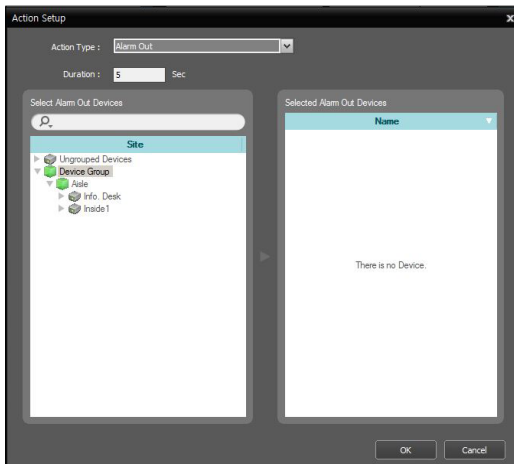 Action Setup
x
Action Type : Alarm Out
Duration : 5 Sec
Select Alarm Out Devices
Site
Ungrouped Devices
Device Group
Aisle
Info. Desk
Inside1
Selected Alarm Out Devices
Name
There is no Device.
OK Cancel